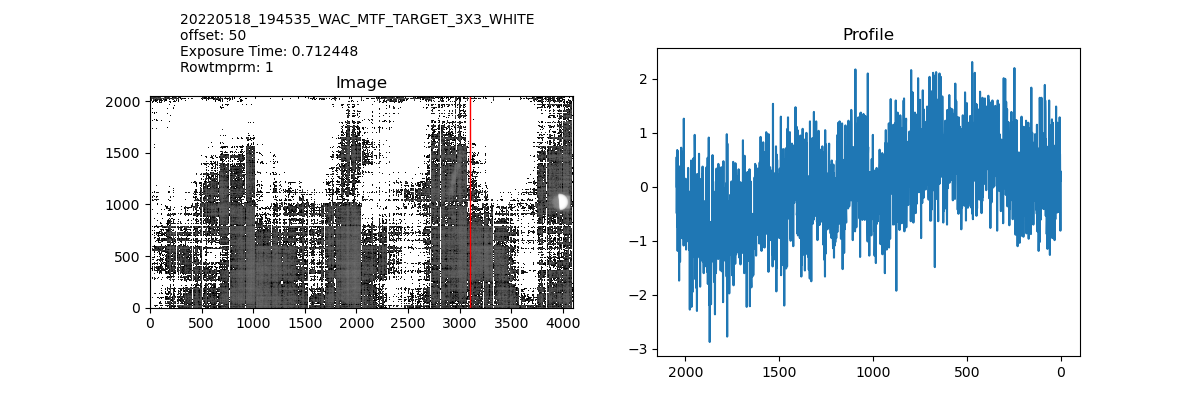 20220518_194535_WAC_MTF_TARGET_3X3_WHITE
offset: 50
Exposure Time: 0.712448
Rowtmprm: 1
Image
2000
1500
1000
500
0
0 500 1000 1500 2000 2500 3000 3500 4000
Profile
2
1
0
−1
−2
−3
2000 1500 1000 500 0